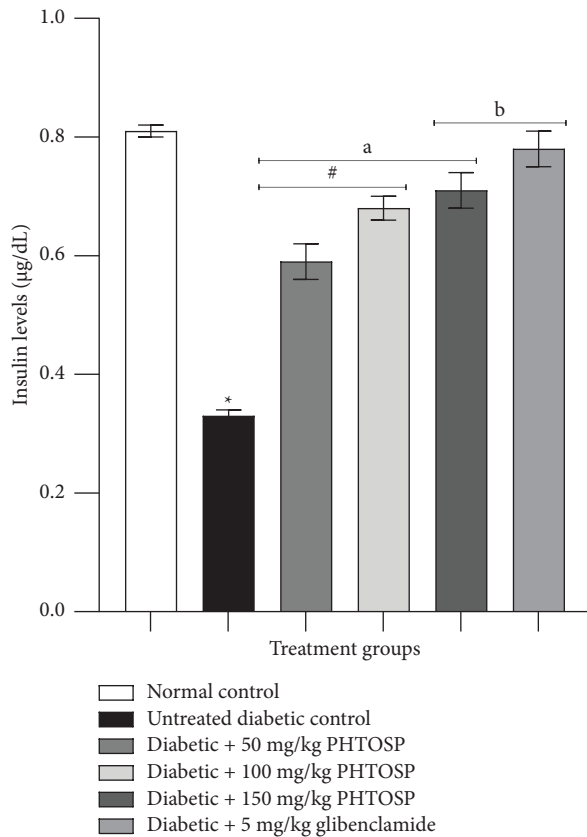 1.0
0.8
0.6
0.4
0.2
0.0
Insulin levels (μg/dL)
*
#
a
b
Treatment groups
Normal control
Untreated diabetic control
Diabetic + 50 mg/kg PHTOSP
Diabetic + 100 mg/kg PHTOSP
Diabetic + 150 mg/kg PHTOSP
Diabetic + 5 mg/kg glibenclamide